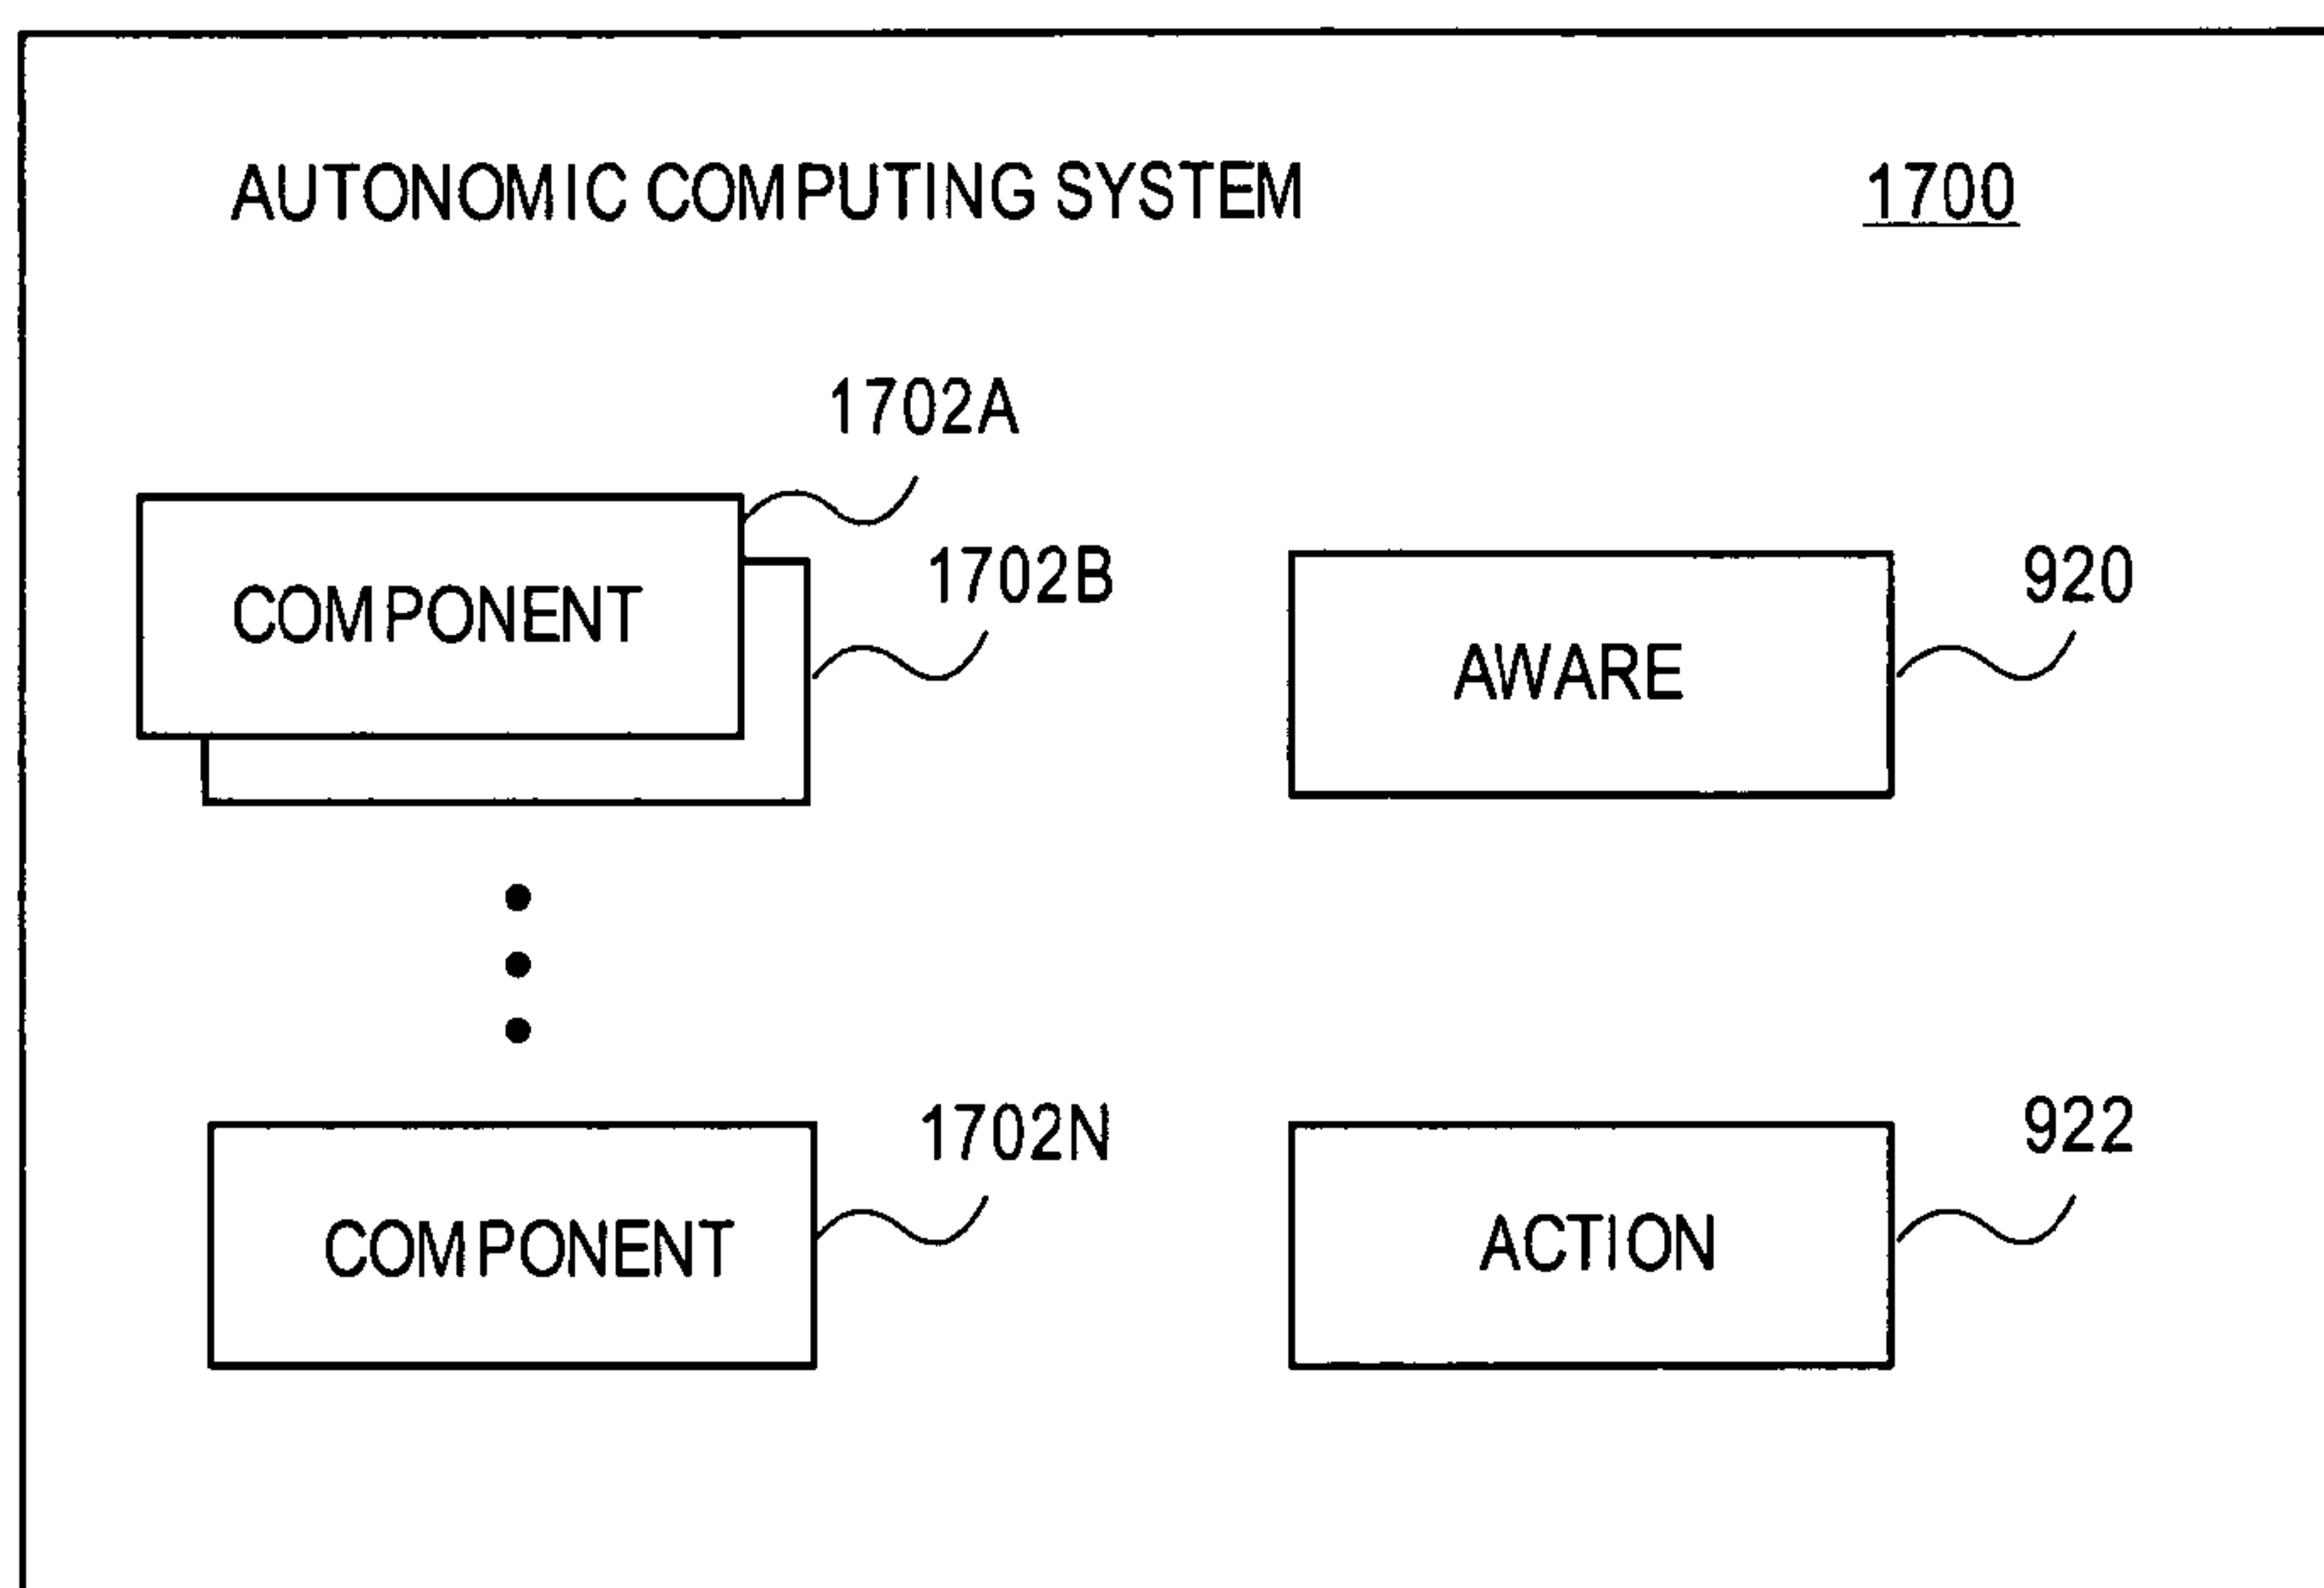 AUTONOMIC COMPUTING SYSTEM 1700
1702A
COMPONENT
1702B
920
AWARE
1702N
922
COMPONENT
ACTION